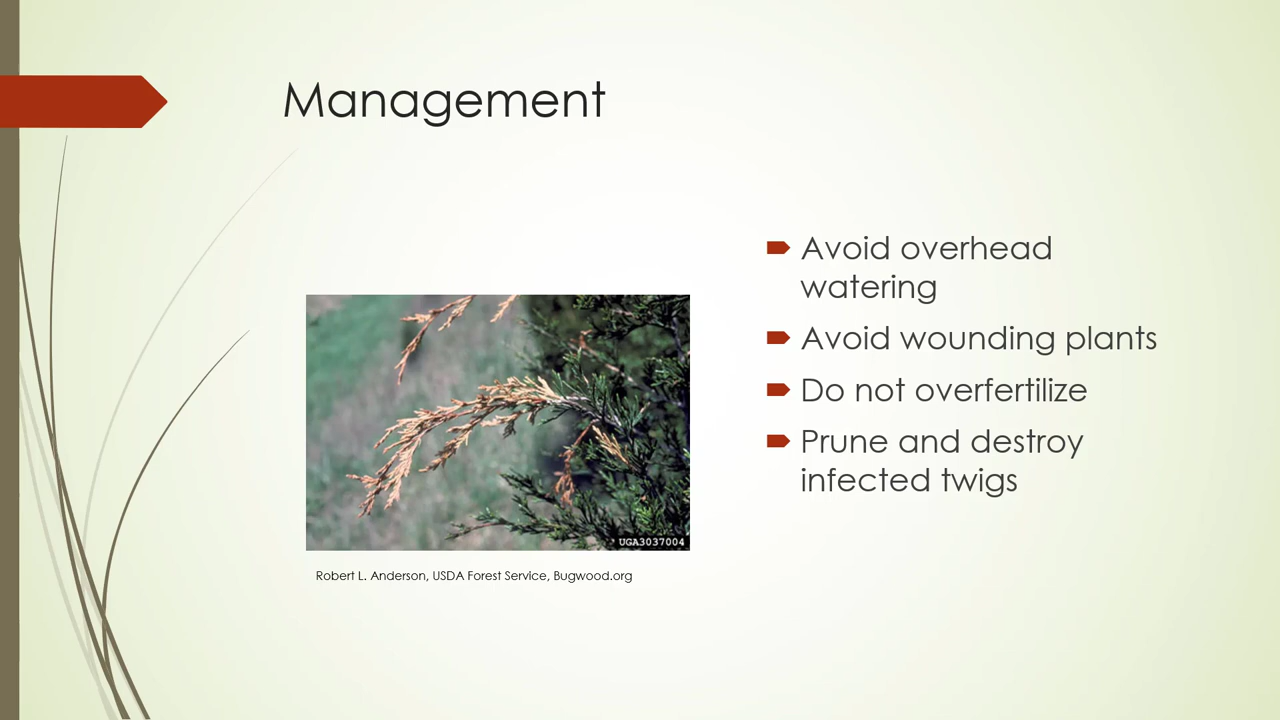 Management
Avoid overhead
watering
Avoid wounding plants
Do not overfertilize
Prune and destroy
infected twigs
UGA3037004
Robert L. Anderson, USDA Forest Service, Bugwood.org